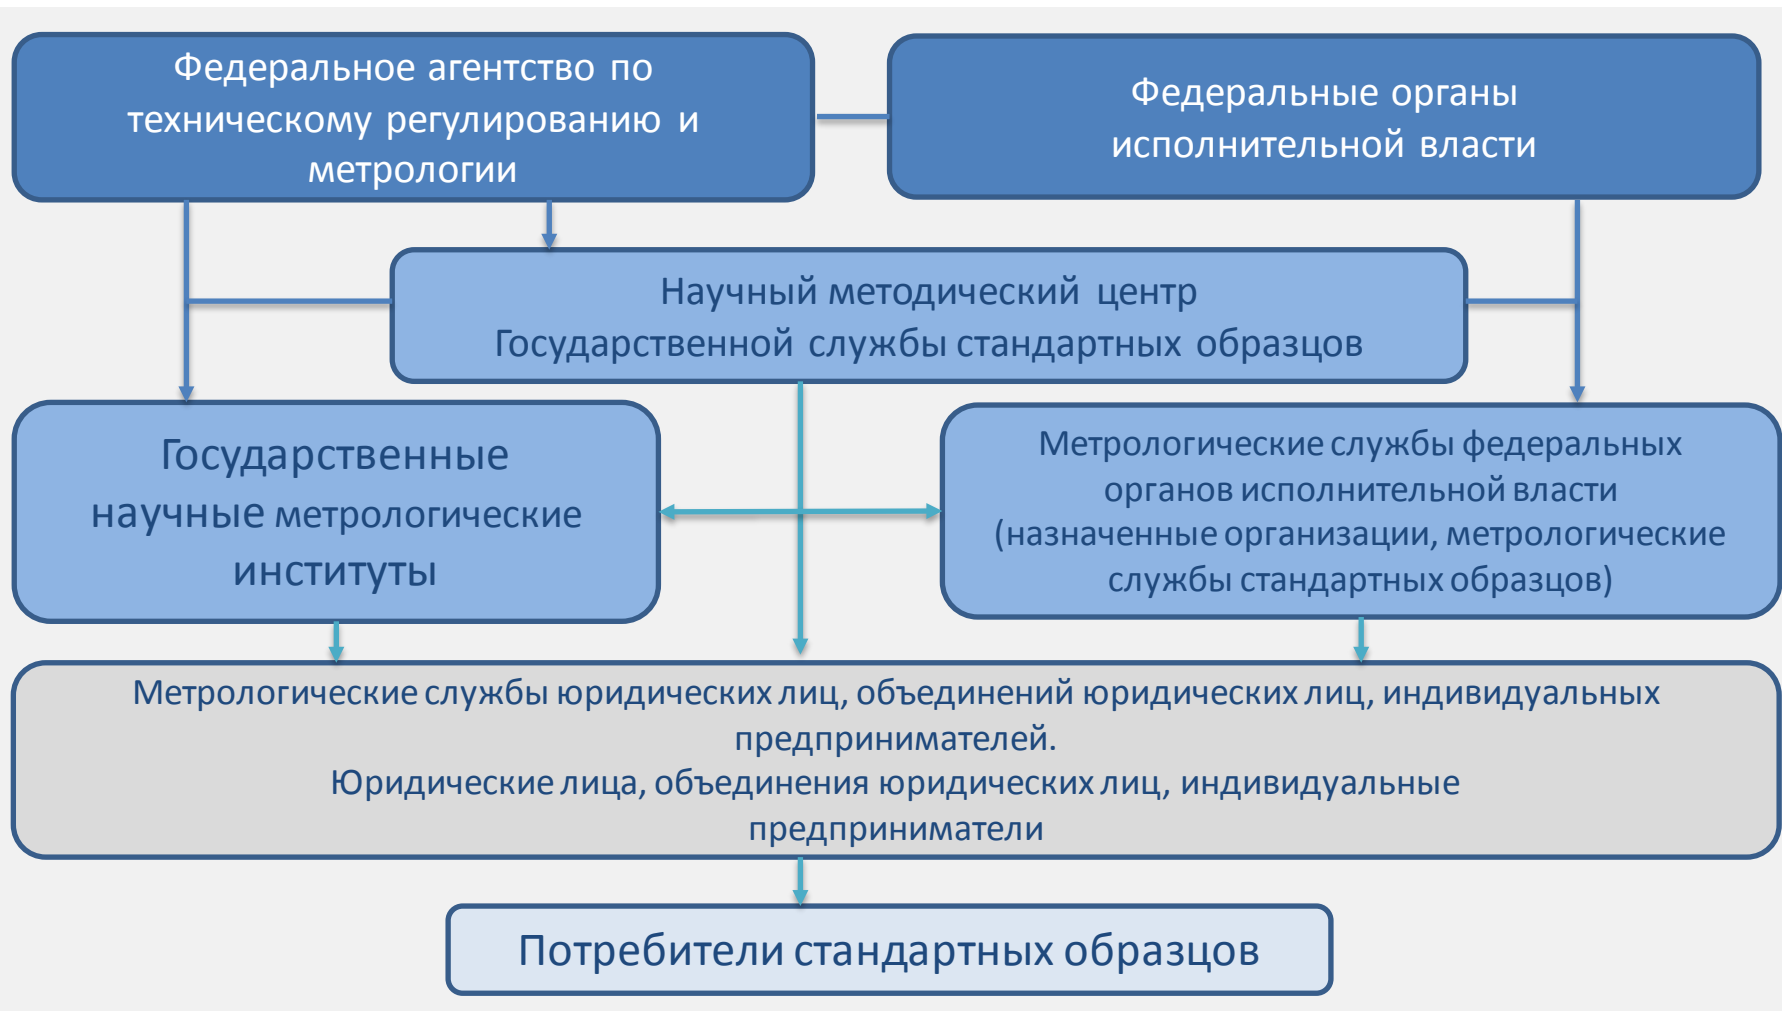 Федеральное агентство по
техническому регулированию и
метрологии
Федеральные органы
исполнительной власти
Научный методический центр
Государственной службы стандартных образцов
Государственные
научные метрологические
институты
Метрологические службы федеральных
органов исполнительной власти
(назначенные организации, метрологические
службы стандартных образцов)
Метрологические службы юридических лиц, объединений юридических лиц, индивидуальных
предпринимателей.
Юридические лица, объединения юридических лиц, индивидуальные
предприниматели
Потребители стандартных образцов